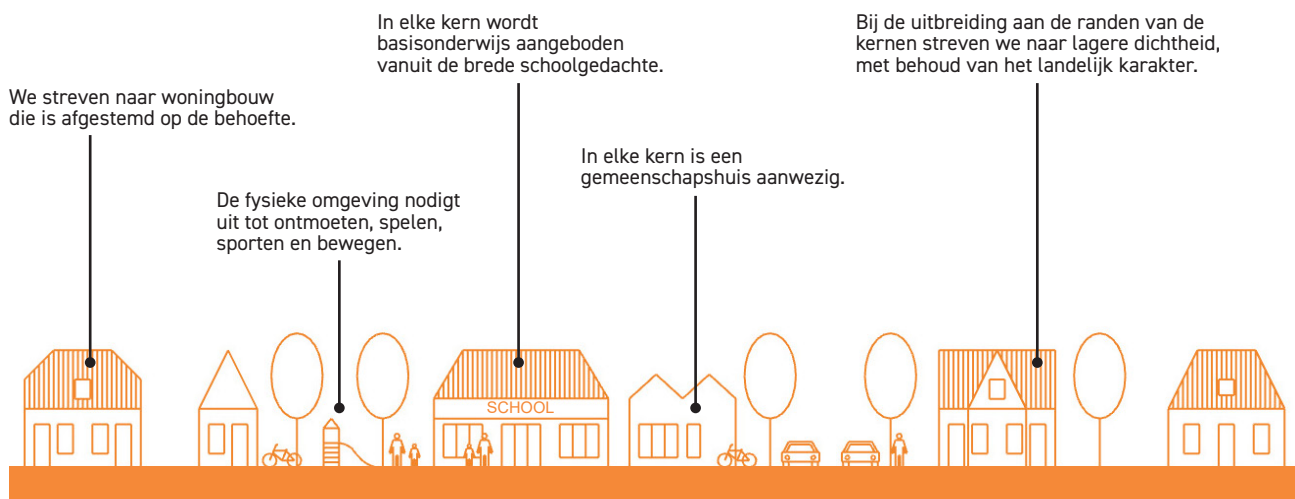 We streven naar woningbouw
die is afgestemd op de behoefte.
De fysieke omgeving nodigt
uit tot ontmoeten, spelen,
sporten en bewegen.
In elke kern wordt
basisonderwijs aangeboden
vanuit de brede schoolgedachte.
In elke kern is een
gemeenschapshuis aanwezig.
Bij de uitbreiding aan de randen van de
kernen streven we naar lagere dichtheid,
met behoud van het landelijk karakter.
SCHOOL